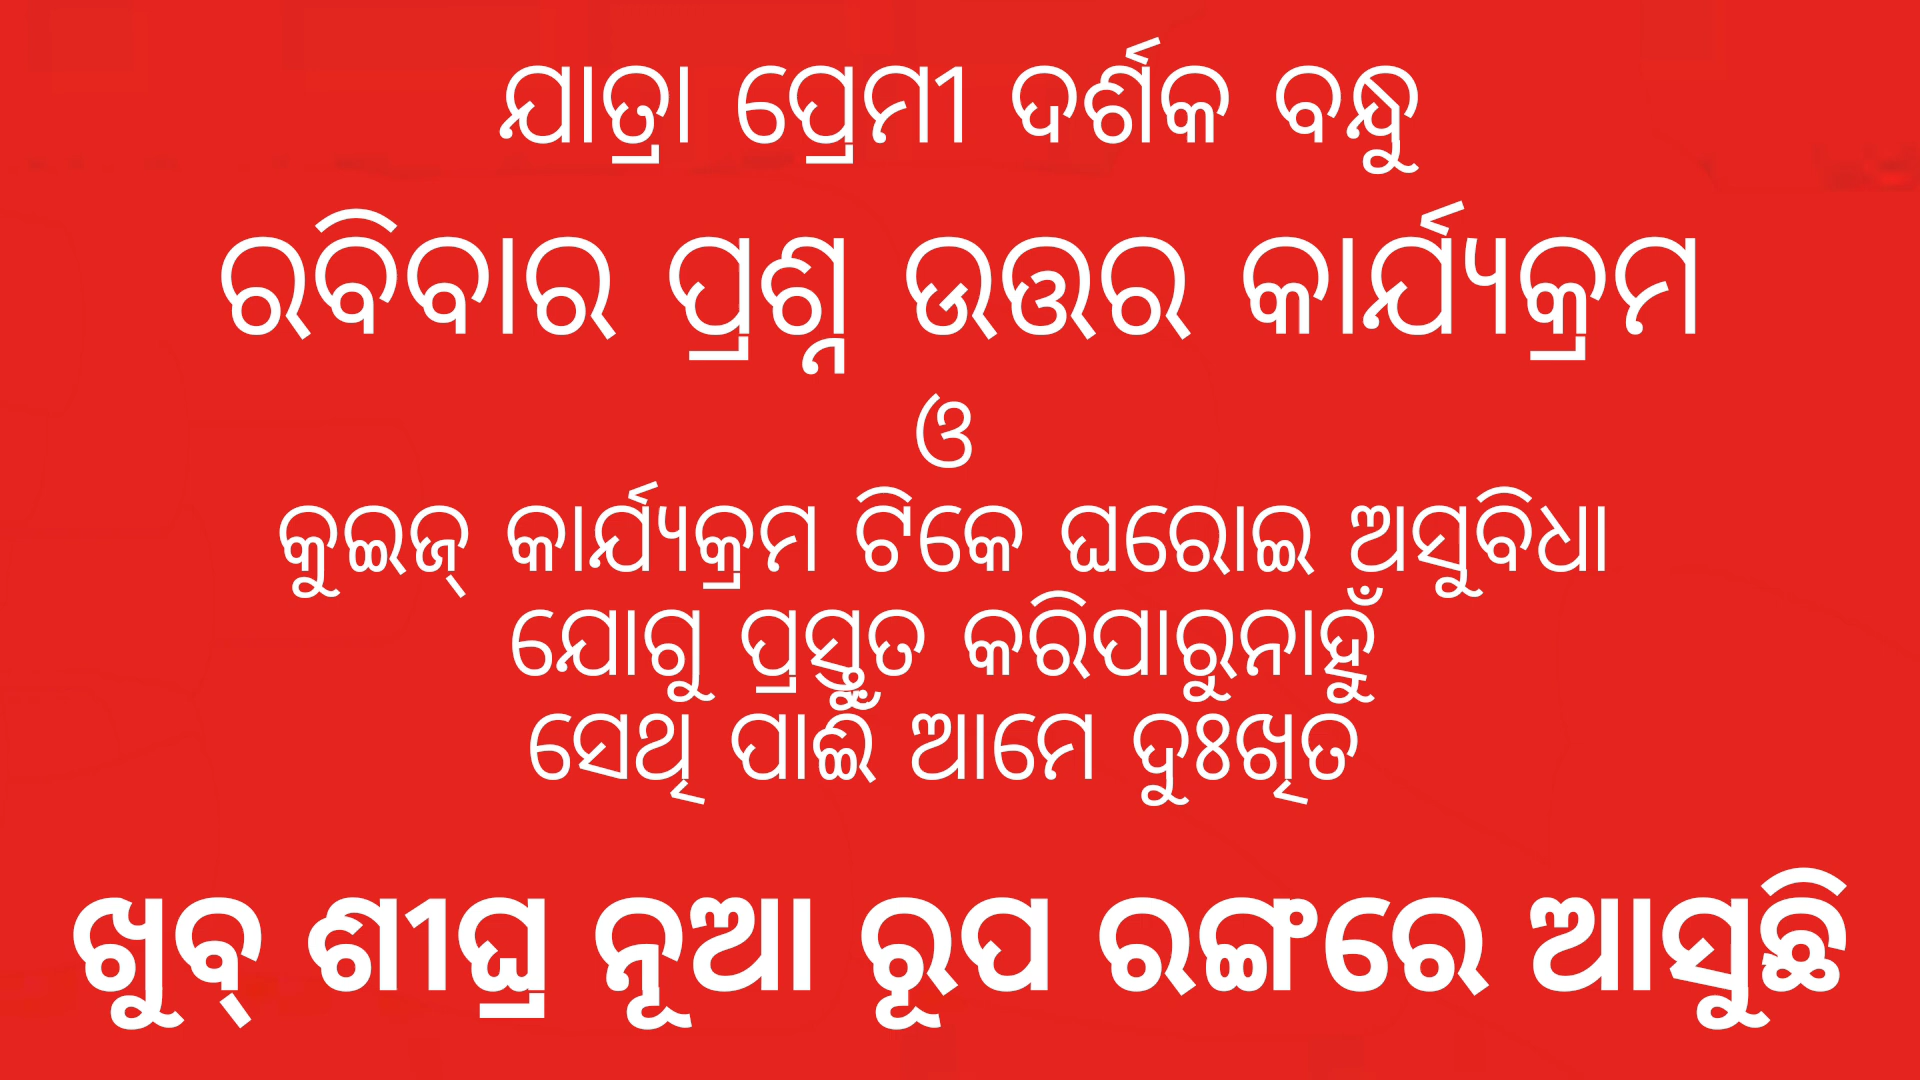 ଯାତ୍ରା ପ୍ରେମୀ ଦର୍ଶକ ବନ୍ଧୁ
ରବିବାର ପ୍ରଶ୍ନ ଉତ୍ତର କାର୍ଯ୍ୟକ୍ରମ
ଓ
କୁଇଜ୍ କାର୍ଯ୍ୟକ୍ରମ ଟିକେ ଘରୋଇ ଅସୁବିଧା
ଯୋଗୁ ପ୍ରସ୍ତୁତ କରିପାରୁନାହୁଁ
ସେଥି ପାଇଁ ଆମେ ଦୁଃଖିତ
ଖୁବ୍ ଶୀଘ୍ର ନୂଆ ରୂପ ରଙ୍ଗରେ ଆସୁଛି